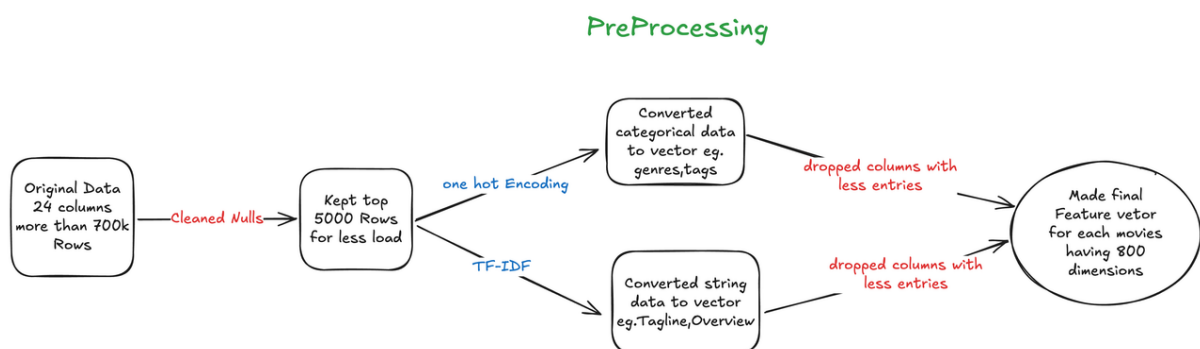 PreProcessing
Original Data
24 columns
more than 700k
Rows
Cleaned Nulls
Kept top
5000 Rows
for less load
one hot Encoding
TF-IDF
Converted
categorical data
to vector eg.
genres,tags
Converted string
data to vector
eg.Tagline,Overview
dropped columns with
less entries
dropped columns with
less entries
Made final
Feature vetor
for each movies
having 800
dimensions